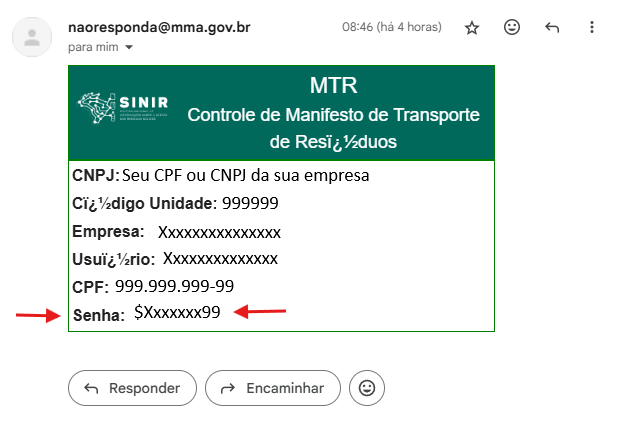 naoresponda@mma.gov.br
08:46 (há 4 horas)
para mim
MTR
SINIR
Controle de Manifesto de Transporte
de Resï¿½duos
CNPJ: Seu CPF ou CNPJ da sua empresa
Cï¿½digo Unidade: 999999
Empresa: Xxxxxxxxxxxxxxx
Usuï¿½rio: Xxxxxxxxxxxxxx
CPF: 999.999.999-99
Senha: $Xxxxxxx99
Responder
Encaminhar